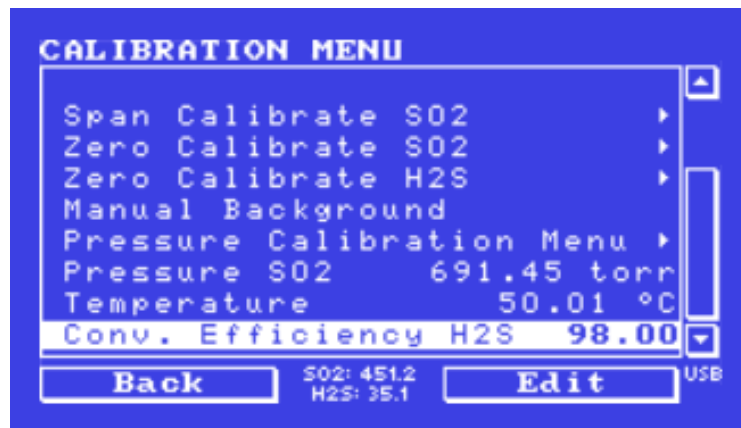 CALIBRATION MENU
Span Calibrate SO2
Zero Calibrate SO2
Zero Calibrate H2S
Manual Background
Pressure Calibration Menu
Pressure SO2 691.45 torr
Temperature 50.01 °C
Conv. Efficiency H2S 98.00
Back SO2: 451.2 Edit USB
H2S: 35.1